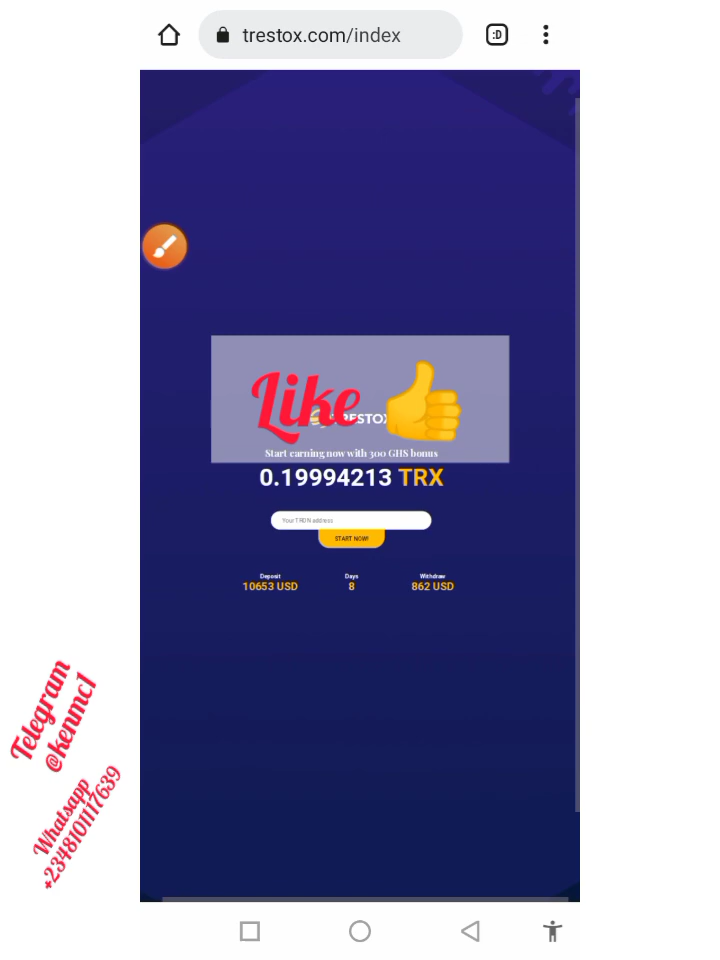 trestox.com/index
:D
Like
TRESTOX
Start earning now with 300 GHS bonus
0.19994213 TRX
Your TRON address
START NOW!
Deposit Days Withdraw
10653 USD 8 862 USD
Telegram
@kenmc1
Whatsapp
+2348101117639